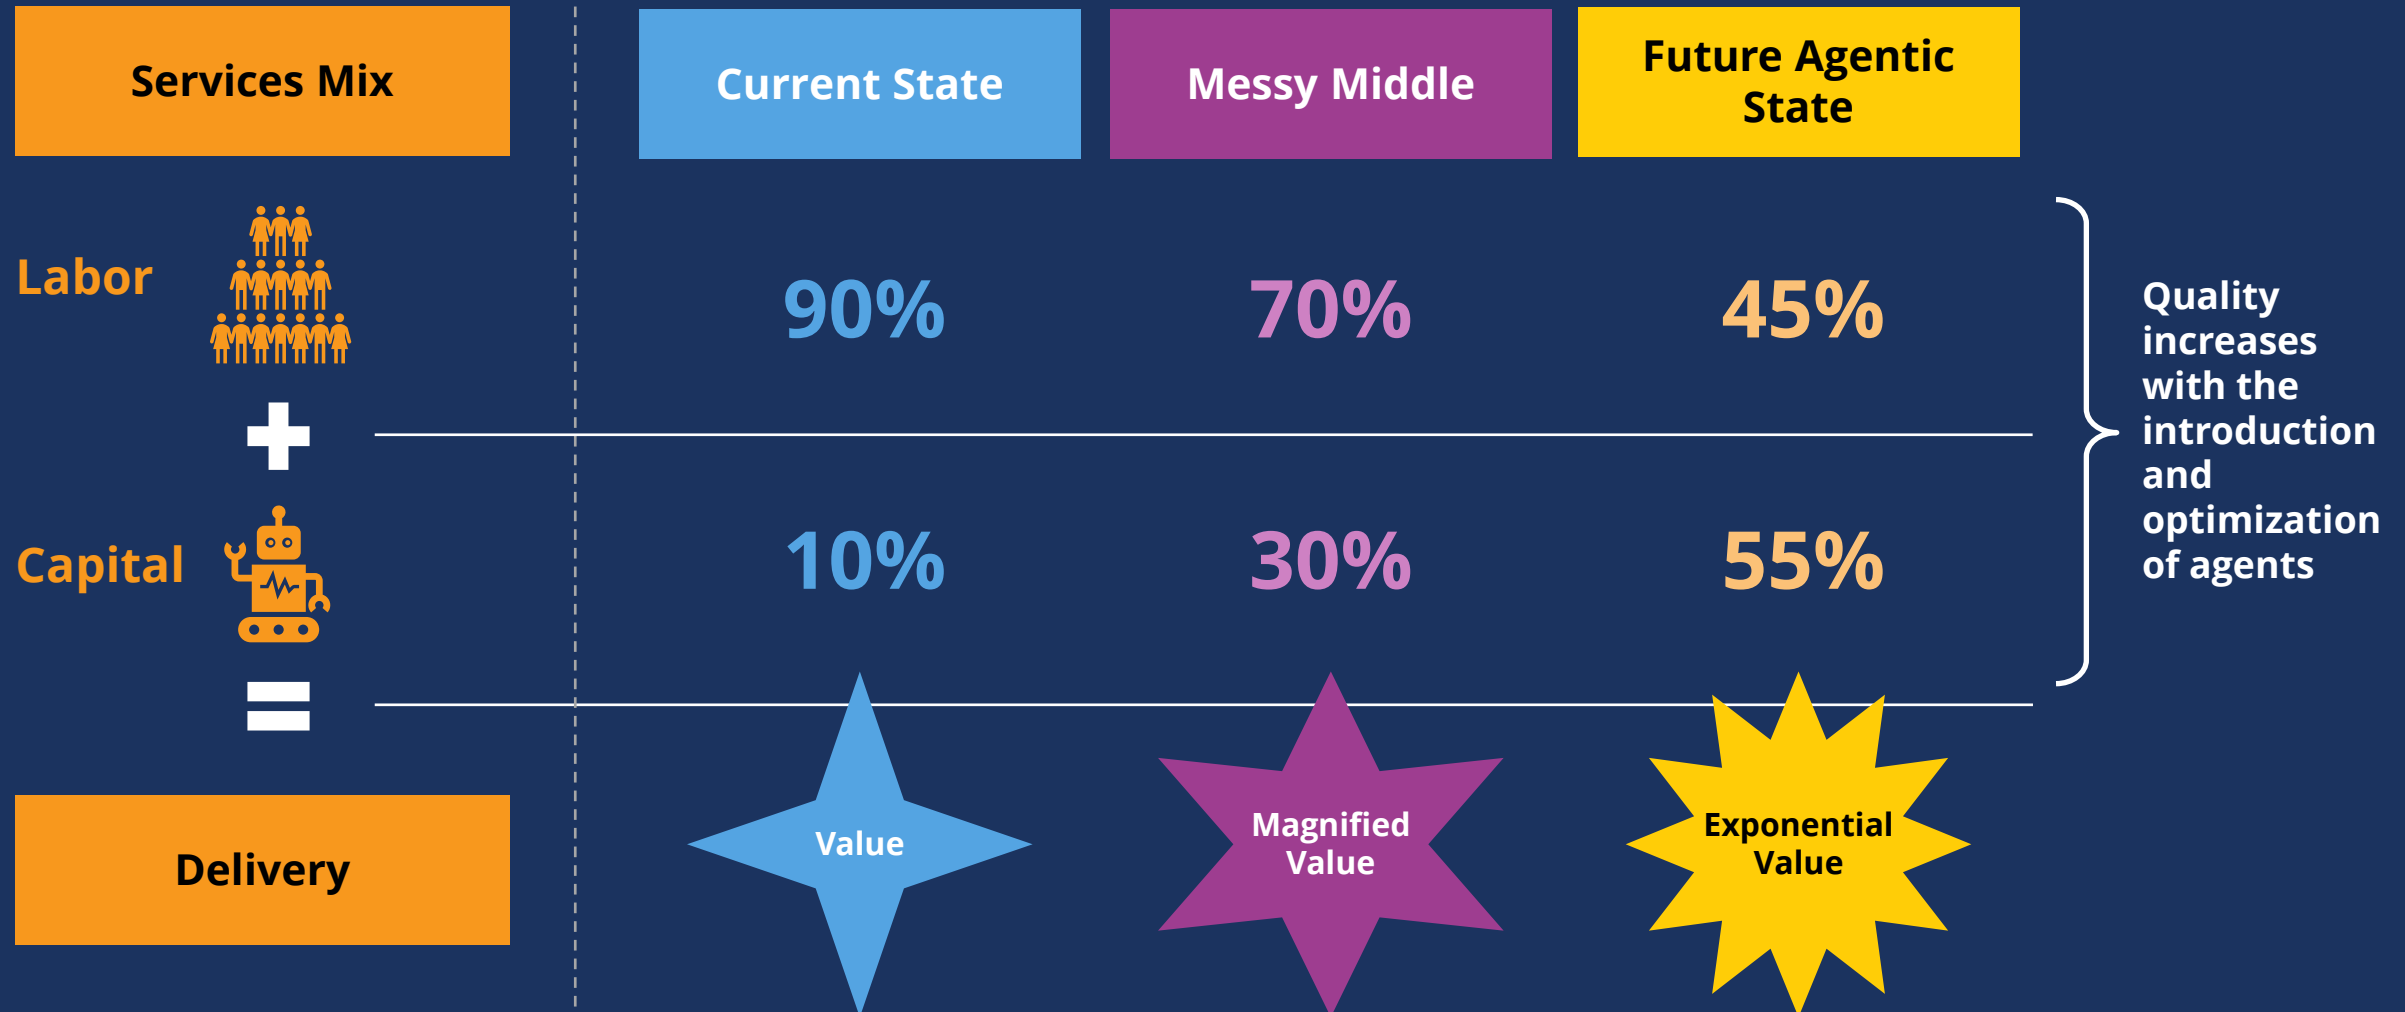 Services Mix
Current State
Messy Middle
Future Agentic
State
Labor
90%
70%
45%
Capital
10%
30%
55%
Quality
increases
with the
introduction
and
optimization
of agents
Delivery
Value
Magnified
Value
Exponential
Value